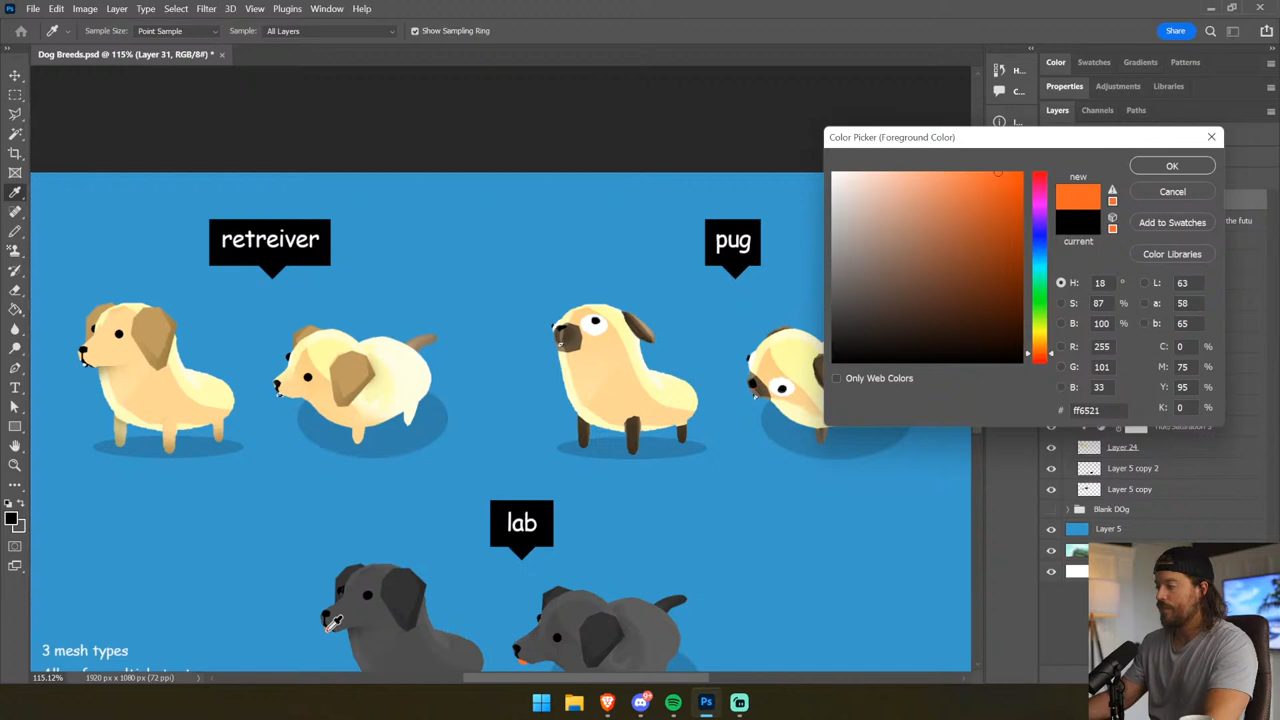 File Edit Image Layer Type Select Filter 3D View Plugins Window Help
Sample Size: Point Sample Sample: All Layers Show Sampling Ring Share
Dog Breeds.psd @ 115% (Layer 31, RGB/8#) * ×
H...
C...
I...
Color Swatches Gradients Patterns
Properties Adjustments Libraries
Layers Channels Paths
Color Picker (Foreground Color)
new
current
OK
Cancel
Add to Swatches
Color Libraries
H: 18 ° L: 63
S: 87 % a: 58
B: 100 % b: 65
R: 255 C: 0 %
G: 101 M: 75 %
B: 33 Y: 95 %
# ff6521 K: 0 %
Only Web Colors
the futu
retreiver
pug
lab
3 mesh types
Layer 24
Layer 5 copy 2
Layer 5 copy
Blank DOg
Layer 5
115.12% 1920 px x 1080 px (72 ppi)
Ps